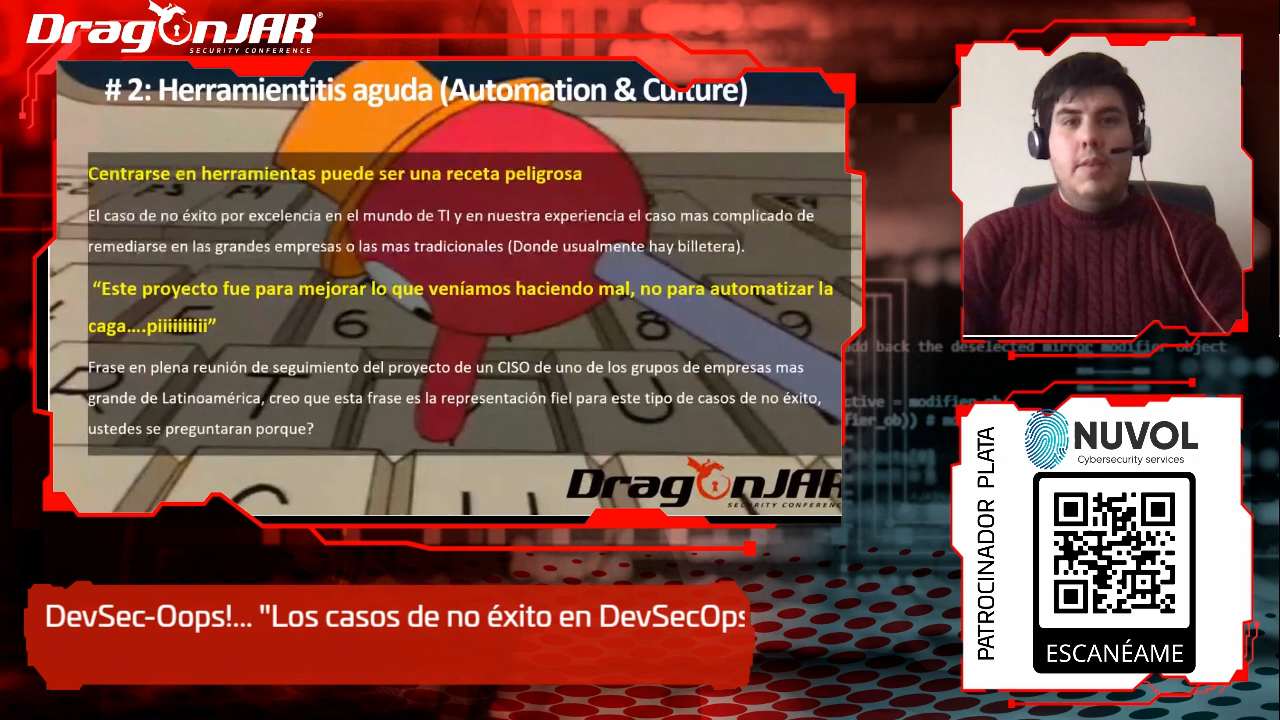 DragonJAR
SECURITY CONFERENCE
# 2: Herramientitis aguda (Automation & Culture)
Centrarse en herramientas puede ser una receta peligrosa
El caso de no éxito por excelencia en el mundo de TI y en nuestra experiencia el caso mas complicado de
remediarse en las grandes empresas o las mas tradicionales (Donde usualmente hay billetera).
“Este proyecto fue para mejorar lo que veníamos haciendo mal, no para automatizar la
caga….piiiiiiiiii”
Frase en plena reunión de seguimiento del proyecto de un CISO de uno de los grupos de empresas mas
grande de Latinoamérica, creo que esta frase es la representación fiel para este tipo de casos de no éxito,
ustedes se preguntaran porque?
F3 F4
6 8 9
R T U
DragonJAR
SECURITY CONFERENCE
add back the deselected mirror modifier object
DevSec-Oops!... "Los casos de no éxito en DevSecOps
PATROCINADOR PLATA
NUVOL
Cybersecurity services
ESCANÉAME